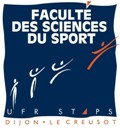 FACULTÉ
DES SCIENCES
DU SPORT
UFR STAPS
DIJON - LE CREUSOT